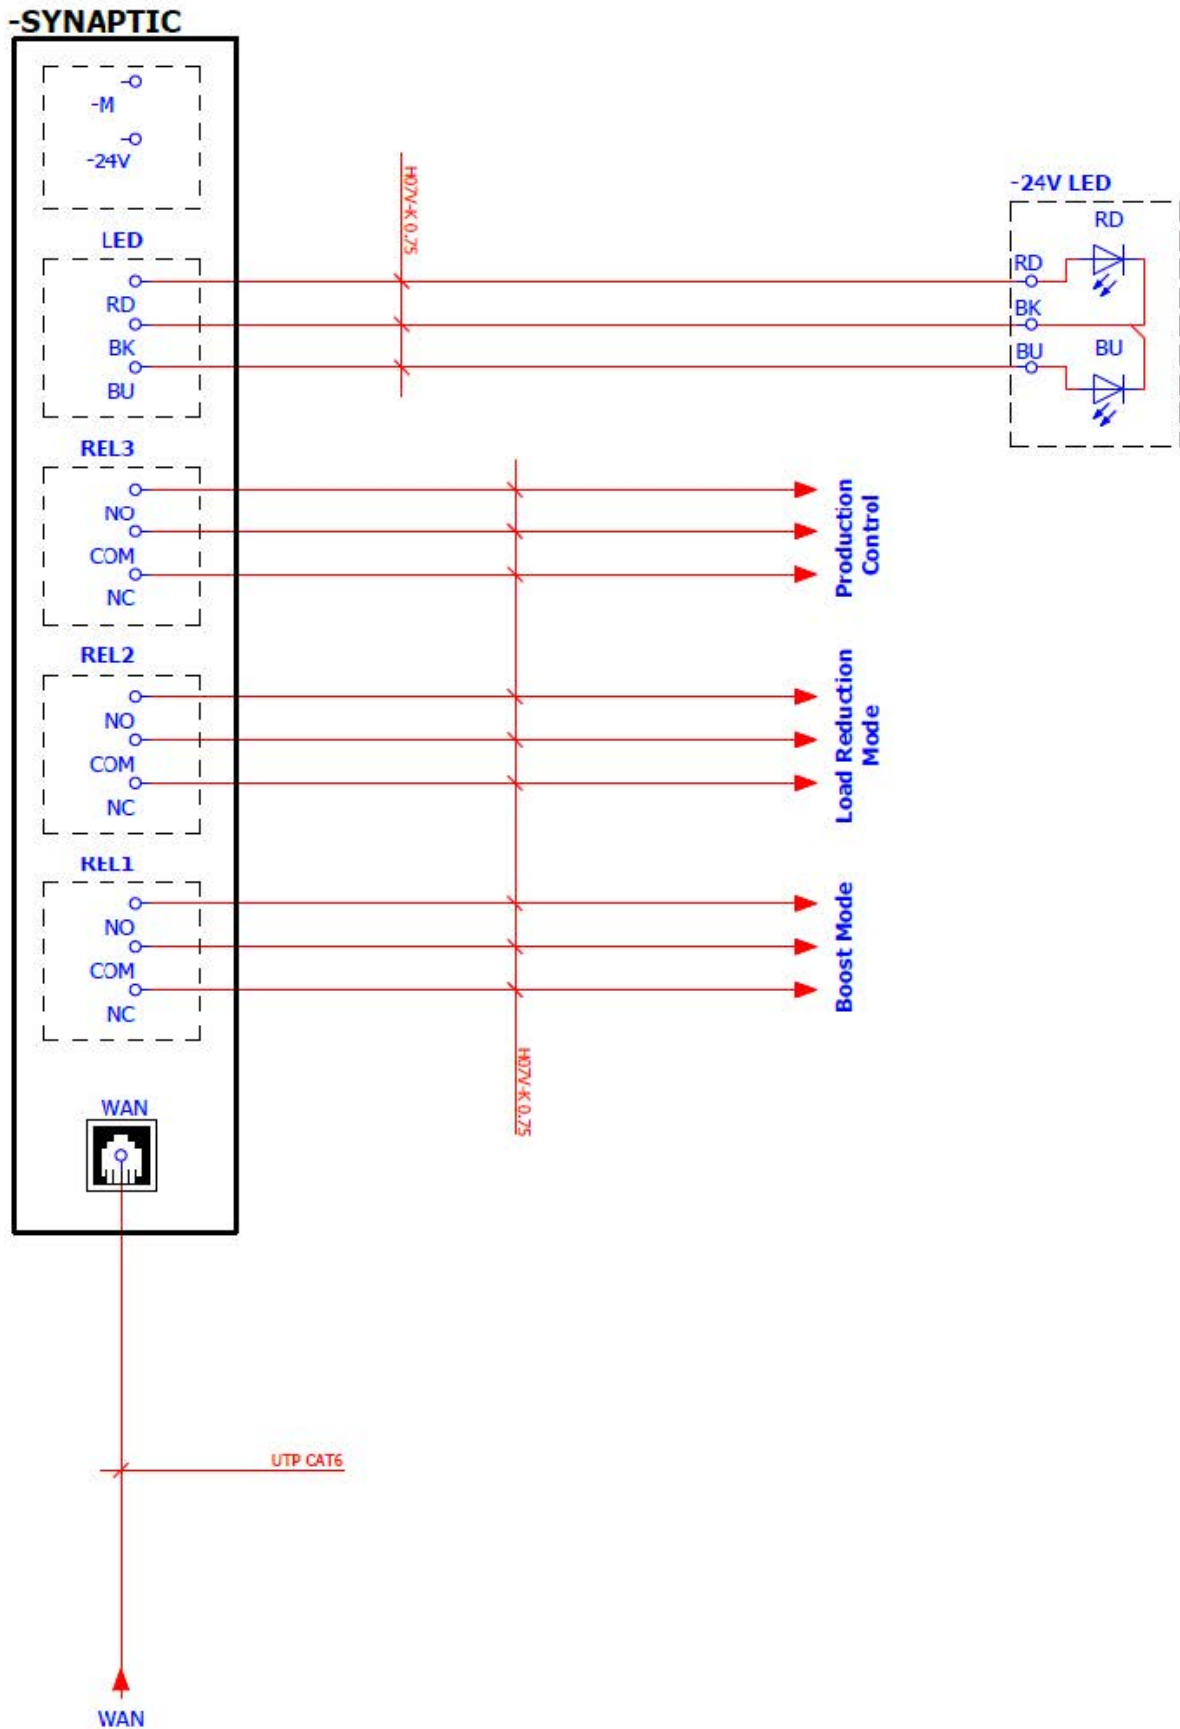 -SYNAPTIC
-M
-24V
H07V-K 0.75
-24V LED
RD
LED
RD
RD
BK
BK
BU
BU
BU
REL3
NO
COM
NC
Production
Control
REL2
NO
COM
NC
Load Reduction
Mode
REL1
NO
COM
NC
Boost Mode
H07V-K 0.75
WAN
UTP CAT6
WAN